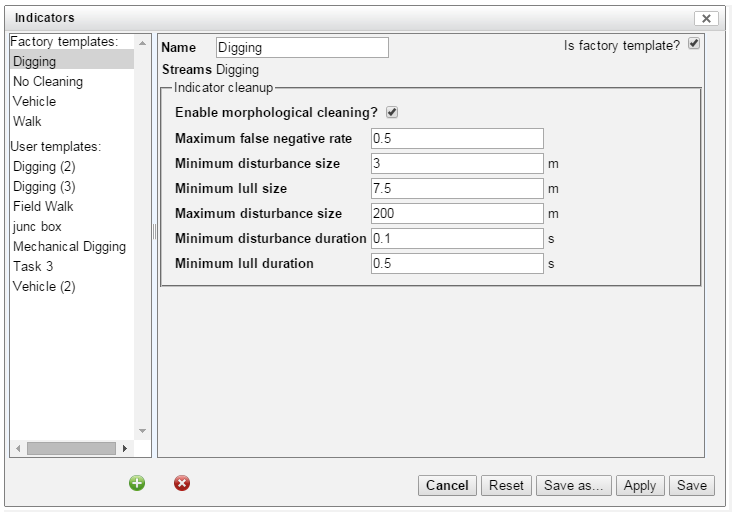 Indicators
Factory templates:
Digging
No Cleaning
Vehicle
Walk
User templates:
Digging (2)
Digging (3)
Field Walk
junc box
Mechanical Digging
Task 3
Vehicle (2)
Name Digging Is factory template?
Streams Digging
Indicator cleanup
Enable morphological cleaning?
Maximum false negative rate 0.5
Minimum disturbance size 3 m
Minimum lull size 7.5 m
Maximum disturbance size 200 m
Minimum disturbance duration 0.1 s
Minimum lull duration 0.5 s
Cancel Reset Save as... Apply Save